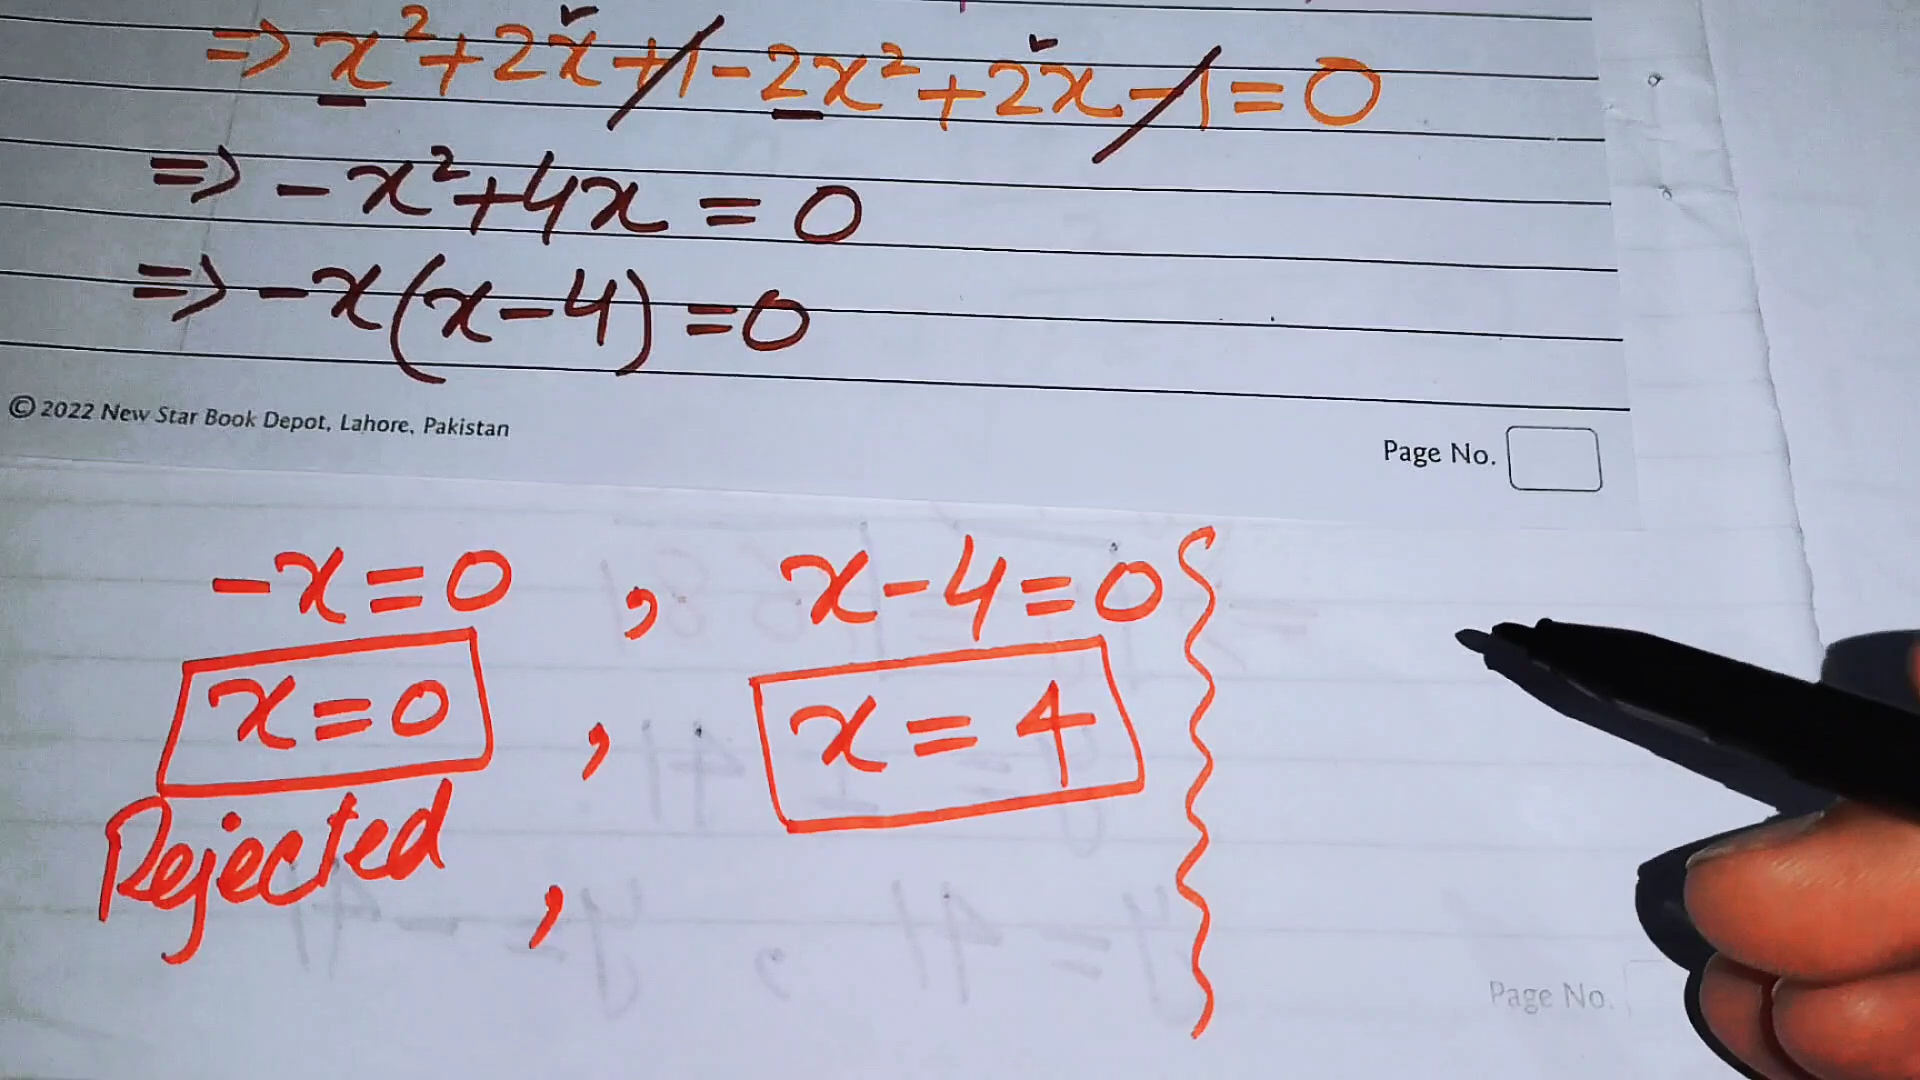 => x²+2x+1-2x²+2x-1=0
=> -x²+4x=0
=> -x(x-4)=0
© 2022 New Star Book Depot, Lahore, Pakistan
Page No.
-x=0 , x-4=0
x=0 , x=4
Rejected ,
Page No.